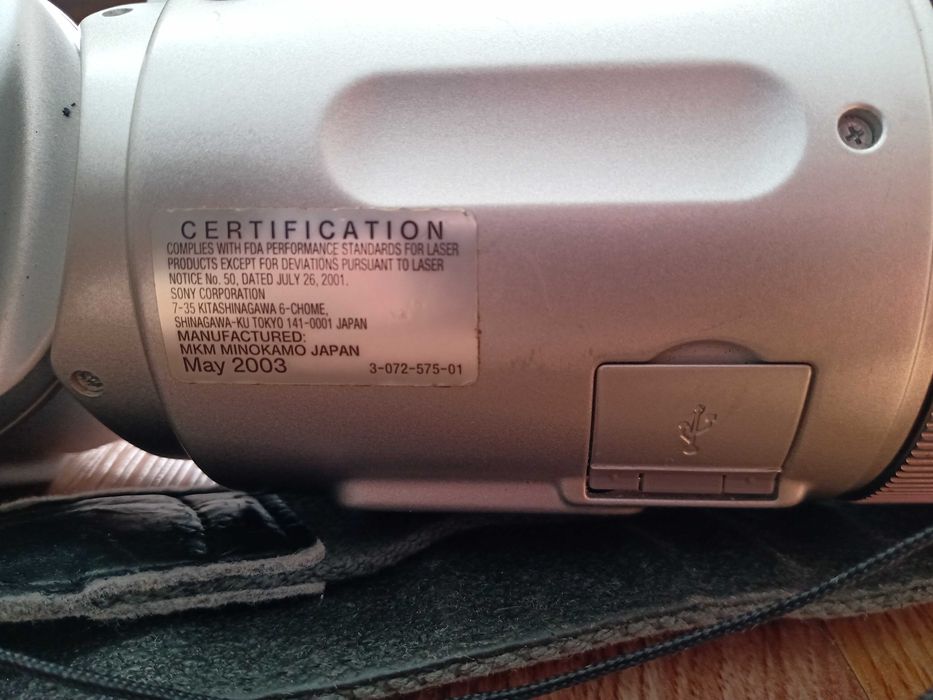 CERTIFICATION
COMPLIES WITH FDA PERFORMANCE STANDARDS FOR LASER
PRODUCTS EXCEPT FOR DEVIATIONS PURSUANT TO LASER
NOTICE No. 50, DATED JULY 26, 2001.
SONY CORPORATION
7-35 KITASHINAGAWA 6-CHOME,
SHINAGAWA-KU TOKYO 141-0001 JAPAN
MANUFACTURED:
MKM MINOKAMO JAPAN
May 2003 3-072-575-01